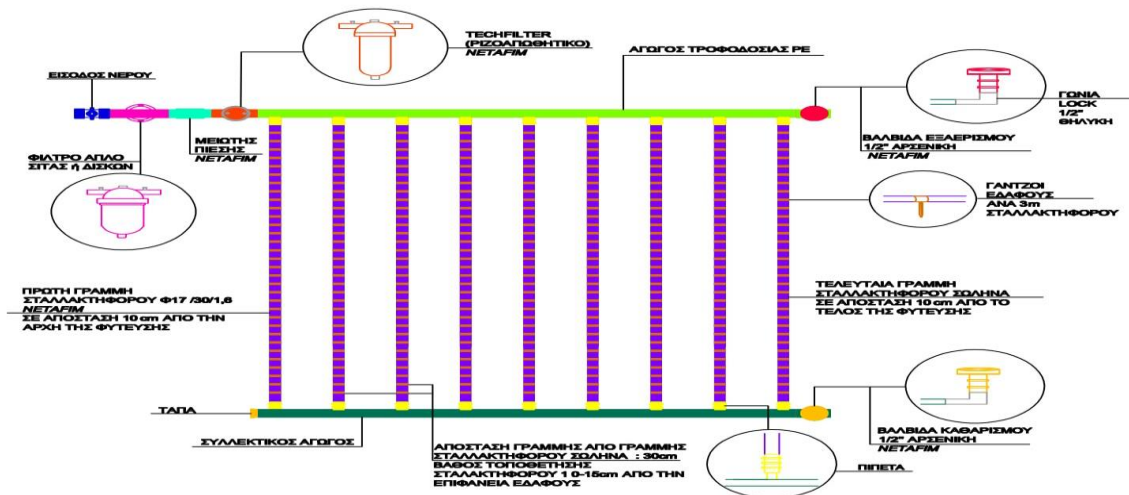 TECHFILTER
(ΡΙΖΟΑΠΩΘΗΤΙΚΟ)
NETAFIM
ΑΓΩΓΟΣ ΤΡΟΦΟΔΟΣΙΑΣ PE
ΕΙΣΟΔΟΣ ΝΕΡΟΥ
ΓΩΝΙΑ
LOCK
1/2"
ΘΗΛΥΚΗ
ΜΕΙΩΤΗΣ
ΠΙΕΣΗΣ
NETAFIM
ΒΑΛΒΙΔΑ ΕΞΑΕΡΙΣΜΟΥ
1/2" ΑΡΣΕΝΙΚΗ
NETAFIM
ΦΙΛΤΡΟ ΑΠΛΟ
ΣΙΤΑΣ ή ΔΙΣΚΩΝ
ΓΑΝΤΖΟΙ
ΕΔΑΦΟΥΣ
ΑΝΑ 3m
ΣΤΑΛΛΑΚΤΗΦΟΡΟΥ
ΠΡΩΤΗ ΓΡΑΜΜΗ
ΣΤΑΛΛΑΚΤΗΦΟΡΟΥ Φ17 /30/1,6
NETAFIM
ΣΕ ΑΠΟΣΤΑΣΗ 10 cm ΑΠΟ ΤΗΝ
ΑΡΧΗ ΤΗΣ ΦΥΤΕΥΣΗΣ
ΤΕΛΕΥΤΑΙΑ ΓΡΑΜΜΗ
ΣΤΑΛΛΑΚΤΗΦΟΡΟΥ ΣΩΛΗΝΑ
ΣΕ ΑΠΟΣΤΑΣΗ 10 cm ΑΠΟ ΤΟ
ΤΕΛΟΣ ΤΗΣ ΦΥΤΕΥΣΗΣ
ΤΑΠΑ
ΣΥΛΛΕΚΤΙΚΟΣ ΑΓΩΓΟΣ
ΑΠΟΣΤΑΣΗ ΓΡΑΜΜΗΣ ΑΠΟ ΓΡΑΜΜΗΣ
ΣΤΑΛΑΚΤΗΦΟΡΟΥ ΣΩΛΗΝΑ : 30cm
ΒΑΘΟΣ ΤΟΠΟΘΕΤΗΣΗΣ
ΣΤΑΛΑΚΤΗΦΟΡΟΥ 1 0-15cm ΑΠΟ ΤΗΝ
ΕΠΙΦΑΝΕΙΑ ΕΔΑΦΟΥΣ
ΒΑΛΒΙΔΑ ΚΑΘΑΡΙΣΜΟΥ
1/2" ΑΡΣΕΝΙΚΗ
NETAFIM
ΠΙΠΕΤΑ